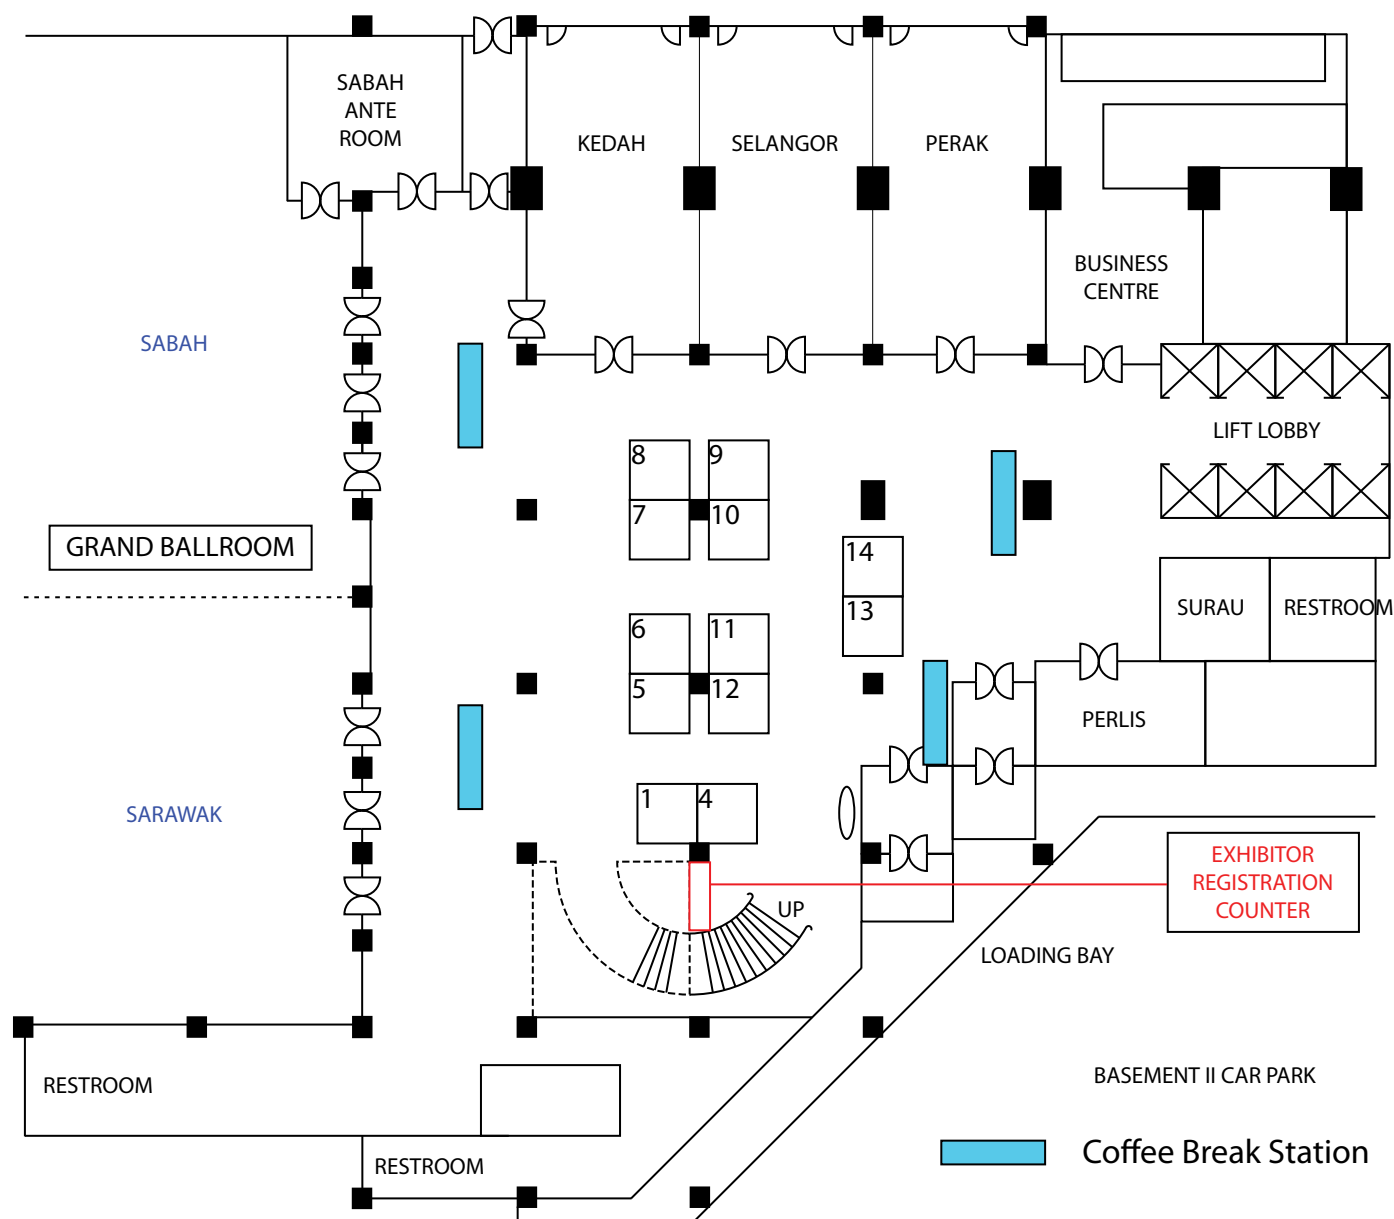 SABAH
ANTE
ROOM
KEDAH
SELANGOR
PERAK
BUSINESS
CENTRE
SABAH
LIFT LOBBY
8
9
7
10
GRAND BALLROOM
14
13
SURAU
RESTROOM
6
11
5
12
PERLIS
SARAWAK
1
4
EXHIBITOR
REGISTRATION
COUNTER
UP
LOADING BAY
RESTROOM
BASEMENT II CAR PARK
RESTROOM
Coffee Break Station